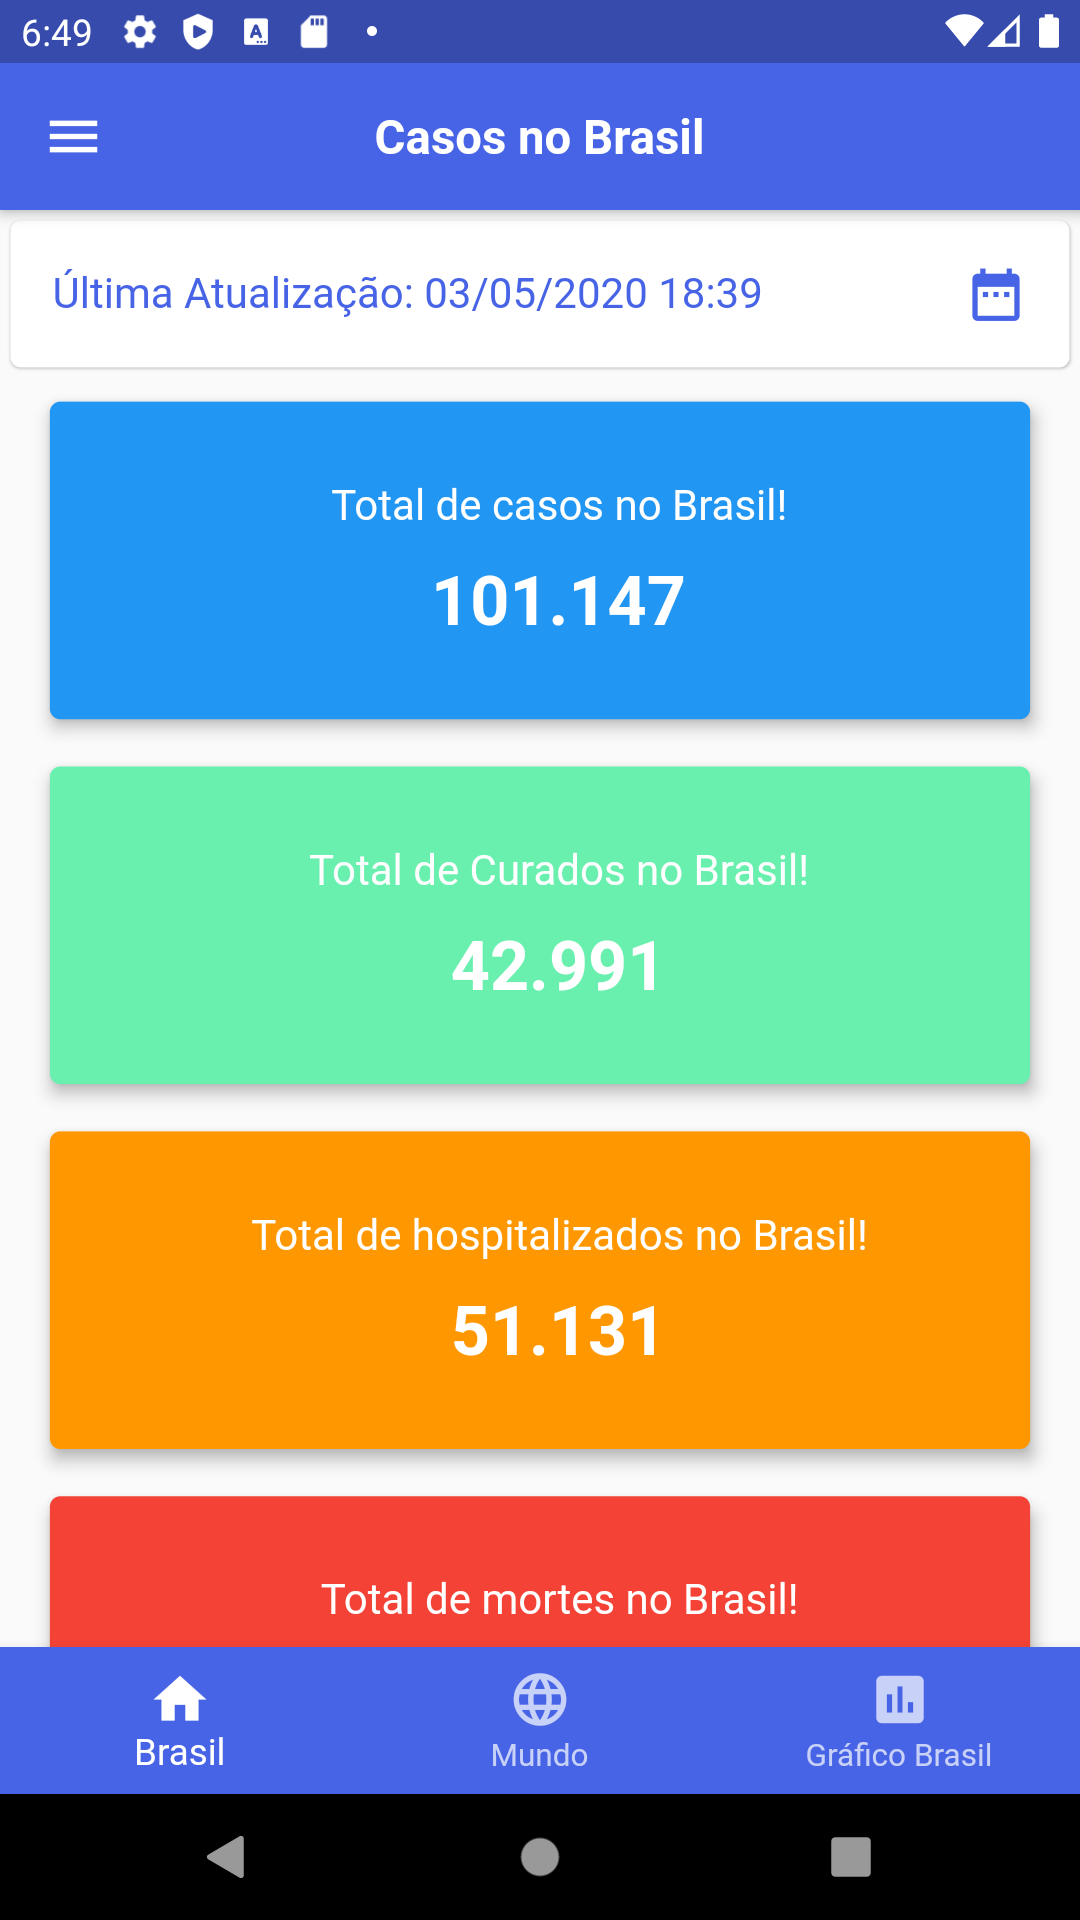 6:49
Casos no Brasil
Última Atualização: 03/05/2020 18:39
Total de casos no Brasil!
101.147
Total de Curados no Brasil!
42.991
Total de hospitalizados no Brasil!
51.131
Total de mortes no Brasil!
Brasil
Mundo
Gráfico Brasil